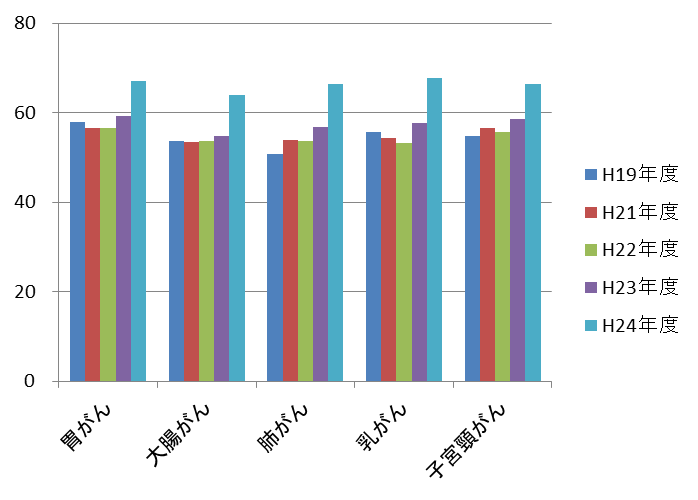 80
60
40
20
0
胃がん
大腸がん
肺がん
乳がん
子宮頸がん
H19年度
H21年度
H22年度
H23年度
H24年度